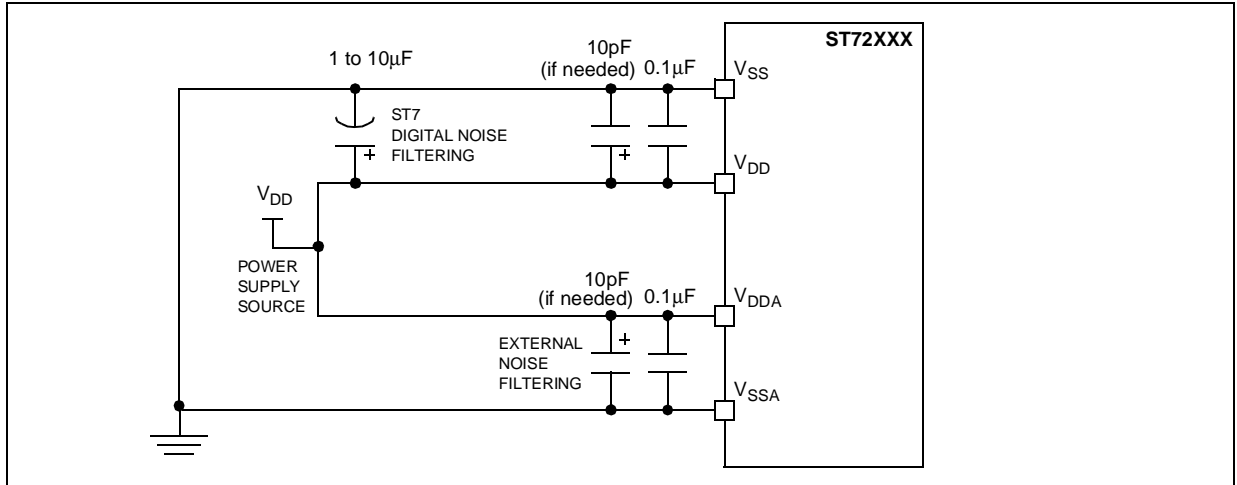 ST72XXX
10pF
1 to 10μF
(if needed) 0.1μF
VSS
ST7
DIGITAL NOISE
+ FILTERING
+
VDD
VDD
POWER
SUPPLY
SOURCE
10pF
(if needed) 0.1μF
VDDA
EXTERNAL +
NOISE
FILTERING
VSSA